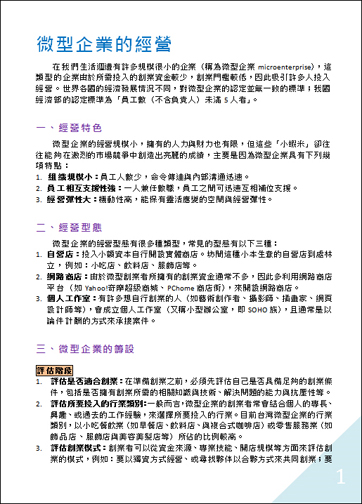 微型企業的經營
在我們生活週遭有許多規模很小的企業（稱為微型企業 microenterprise），這
類型的企業由於所需投入的創業資金較少，創業門檻較低，因此吸引許多人投入
經營。世界各國的經濟發展情況不同，對微型企業的認定並無一致的標準；我國
經濟部的認定標準為「員工數（不含負責人）未滿 5 人者」。
一、經營特色
微型企業的經營規模小，擁有的人力與財力也有限，但這些「小蝦米」卻往
往能夠在激烈的市場競爭中創造出亮麗的成績，主要是因為微型企業具有下列幾
項特點：
1. 組織規模小：員工人數少，命令傳達與內部溝通迅速。
2. 員工相互支援性強：一人兼任數職，員工之間可迅速互相補位支援。
3. 經營彈性大：機動性高，能保有靈活應變的空間與經營彈性。
二、經營型態
微型企業的經營型態有很多種類型，常見的型態有以下三種：
1. 自營店：投入小額資本自行開設實體商店。坊間這種小本生意的自營店到處林
立，例如：小吃店、飲料店、服飾店等。
2. 網路商店：由於微型創業者所擁有的創業資金通常不多，因此多利用網路商店
平台（如 Yahoo!奇摩超級商城、PChome 商店街），來開設網路商店。
3. 個人工作室：有許多想自行創業的人（如藝術創作者、攝影師、插畫家、網頁
設計師等），會成立個人工作室（又稱小型辦公室，即 SOHO 族），且通常是以
論件計酬的方式來承接案件。
三、微型企業的籌設
評估階段
1. 評估是否適合創業：在準備創業之前，必須先評估自己是否具備足夠的創業條
件，包括是否擁有創業所需的相關知識與技術、解決問題的能力與抗壓性等。
2. 評估所要投入的行業類別：一般而言，微型企業的創業者常會結合個人的專長、
興趣、或過去的工作經驗，來選擇所要投入的行業。目前台灣微型企業的行業
類別，以小吃餐飲業（如早餐店、飲料店、與複合式咖啡店）或零售服務業（如
飾品店、服飾店與美容美髮店等）所佔的比例較高。
3. 評估創業模式：創業者可以從資金來源、專業技能、開店規模等方面來評估創
業的模式，例如：要以獨資方式經營、或尋找夥伴以合夥方式來共同創業；要
1